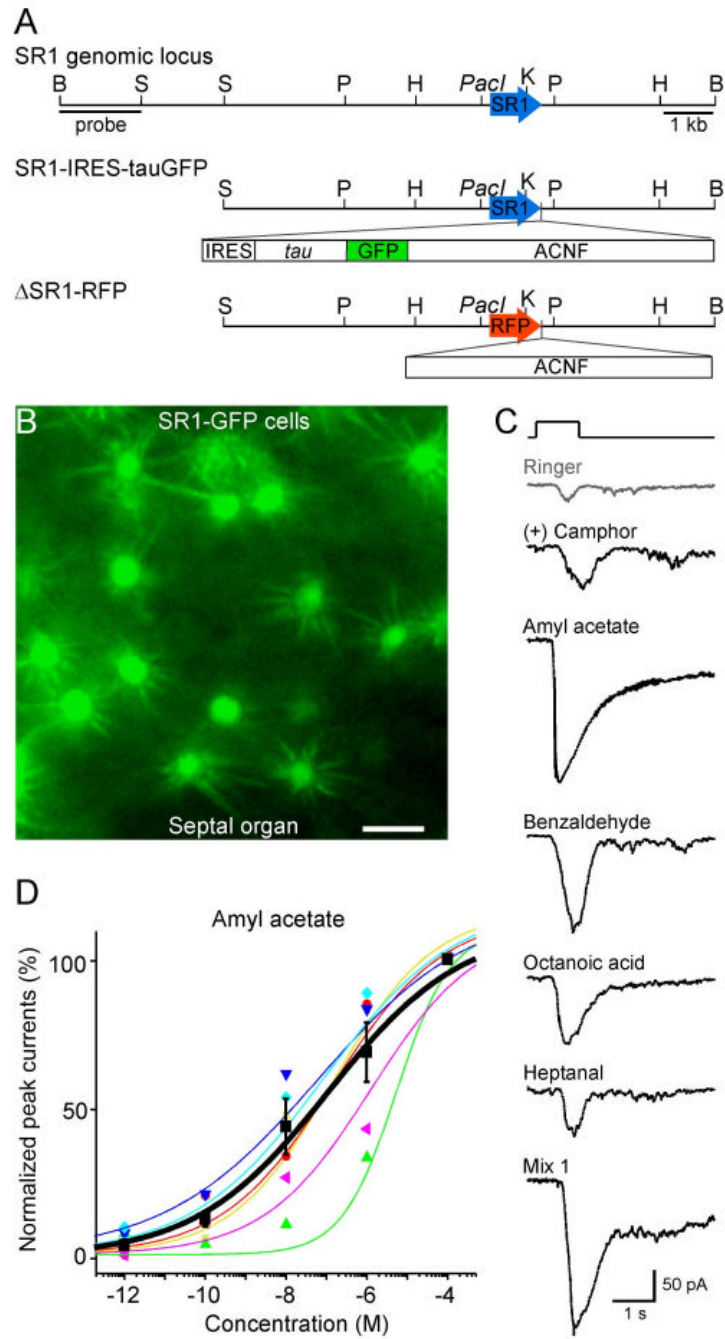 A
SR1 genomic locus
B S S P H PacI K P H B
SR1
probe 1 kb
SR1-IRES-tauGFP
S P H PacI K P H B
SR1
IRES tau GFP ACNF
ΔSR1-RFP
S P H PacI K P H B
RFP
ACNF
B SR1-GFP cells
Septal organ
C
Ringer
(+) Camphor
Amyl acetate
Benzaldehyde
Octanoic acid
Heptanal
Mix 1
50 pA
1 s
D
Amyl acetate
Normalized peak currents (%)
100
50
0
-12 -10 -8 -6 -4
Concentration (M)